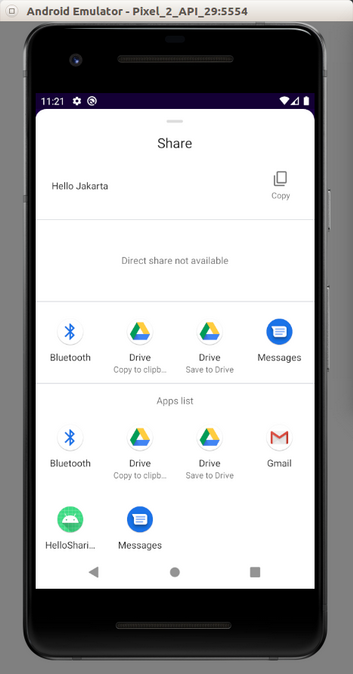 Android Emulator - Pixel_2_API_29:5554
11:21
Share
Hello Jakarta
Copy
Direct share not available
Bluetooth Drive Drive Messages
Copy to clipb... Save to Drive
Apps list
Bluetooth Drive Drive Gmail
Copy to clipb... Save to Drive
HelloShari... Messages